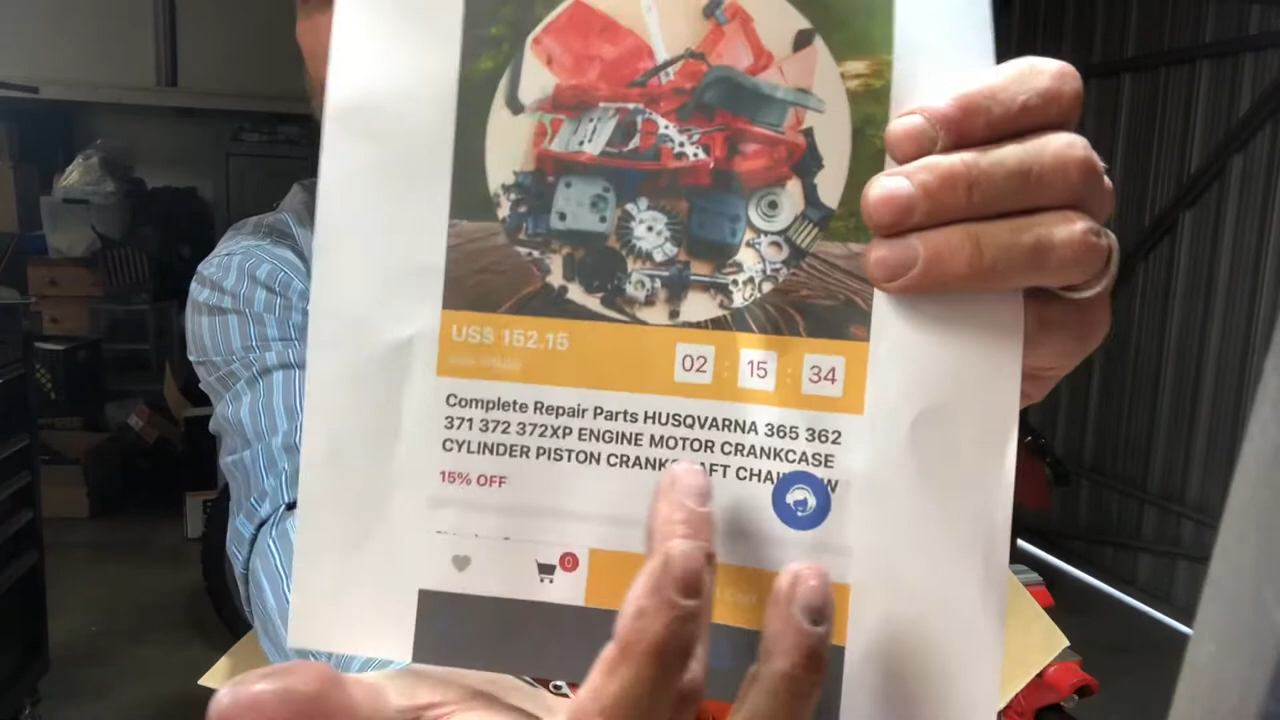 US$ 152.15
02 : 15 : 34
Complete Repair Parts HUSQVARNA 365 362
371 372 372XP ENGINE MOTOR CRANKCASE
CYLINDER PISTON
15% OFF
0